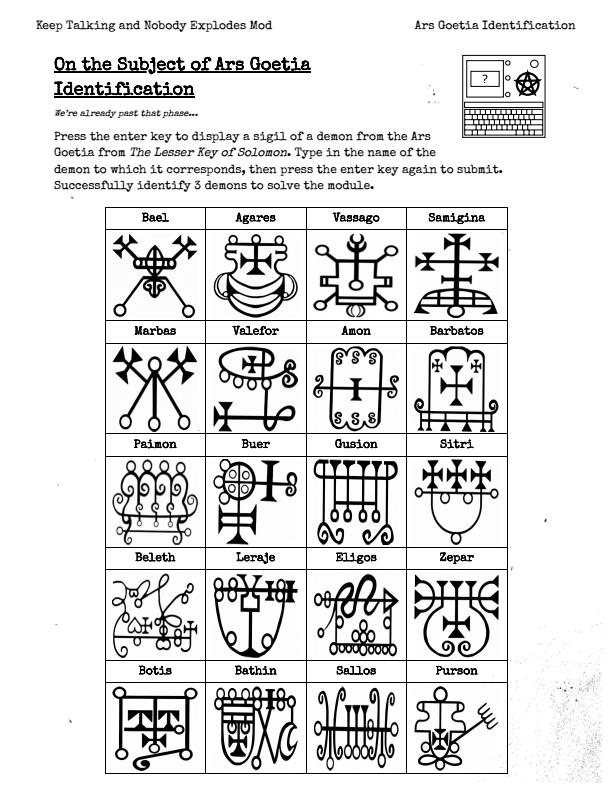 Keep Talking and Nobody Explodes Mod Ars Goetia Identification
On the Subject of Ars Goetia
Identification
We're already past that phase...
?
Press the enter key to display a sigil of a demon from the Ars
Goetia from The Lesser Key of Solomon. Type in the name of the
demon to which it corresponds, then press the enter key again to submit.
Successfully identify 3 demons to solve the module.
Bael Agares Vassago Samigina
Marbas Valefor Amon Barbatos
Paimon Buer Gusion Sitri
Beleth Leraje Eligos Zepar
Botis Bathin Sallos Purson